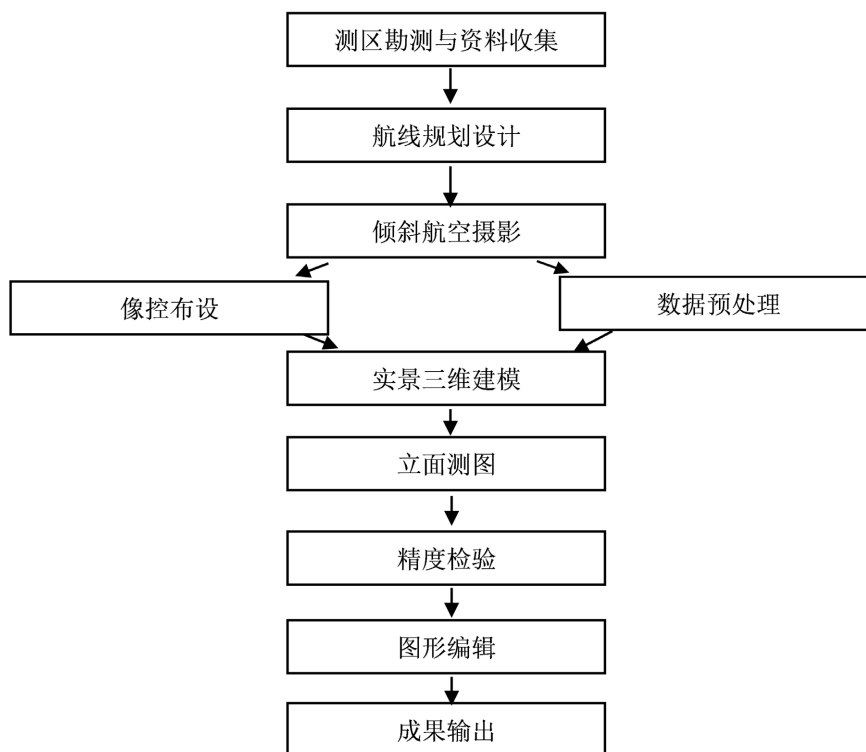 测区勘测与资料收集
航线规划设计
倾斜航空摄影
像控布设
数据预处理
实景三维建模
立面测图
精度检验
图形编辑
成果输出